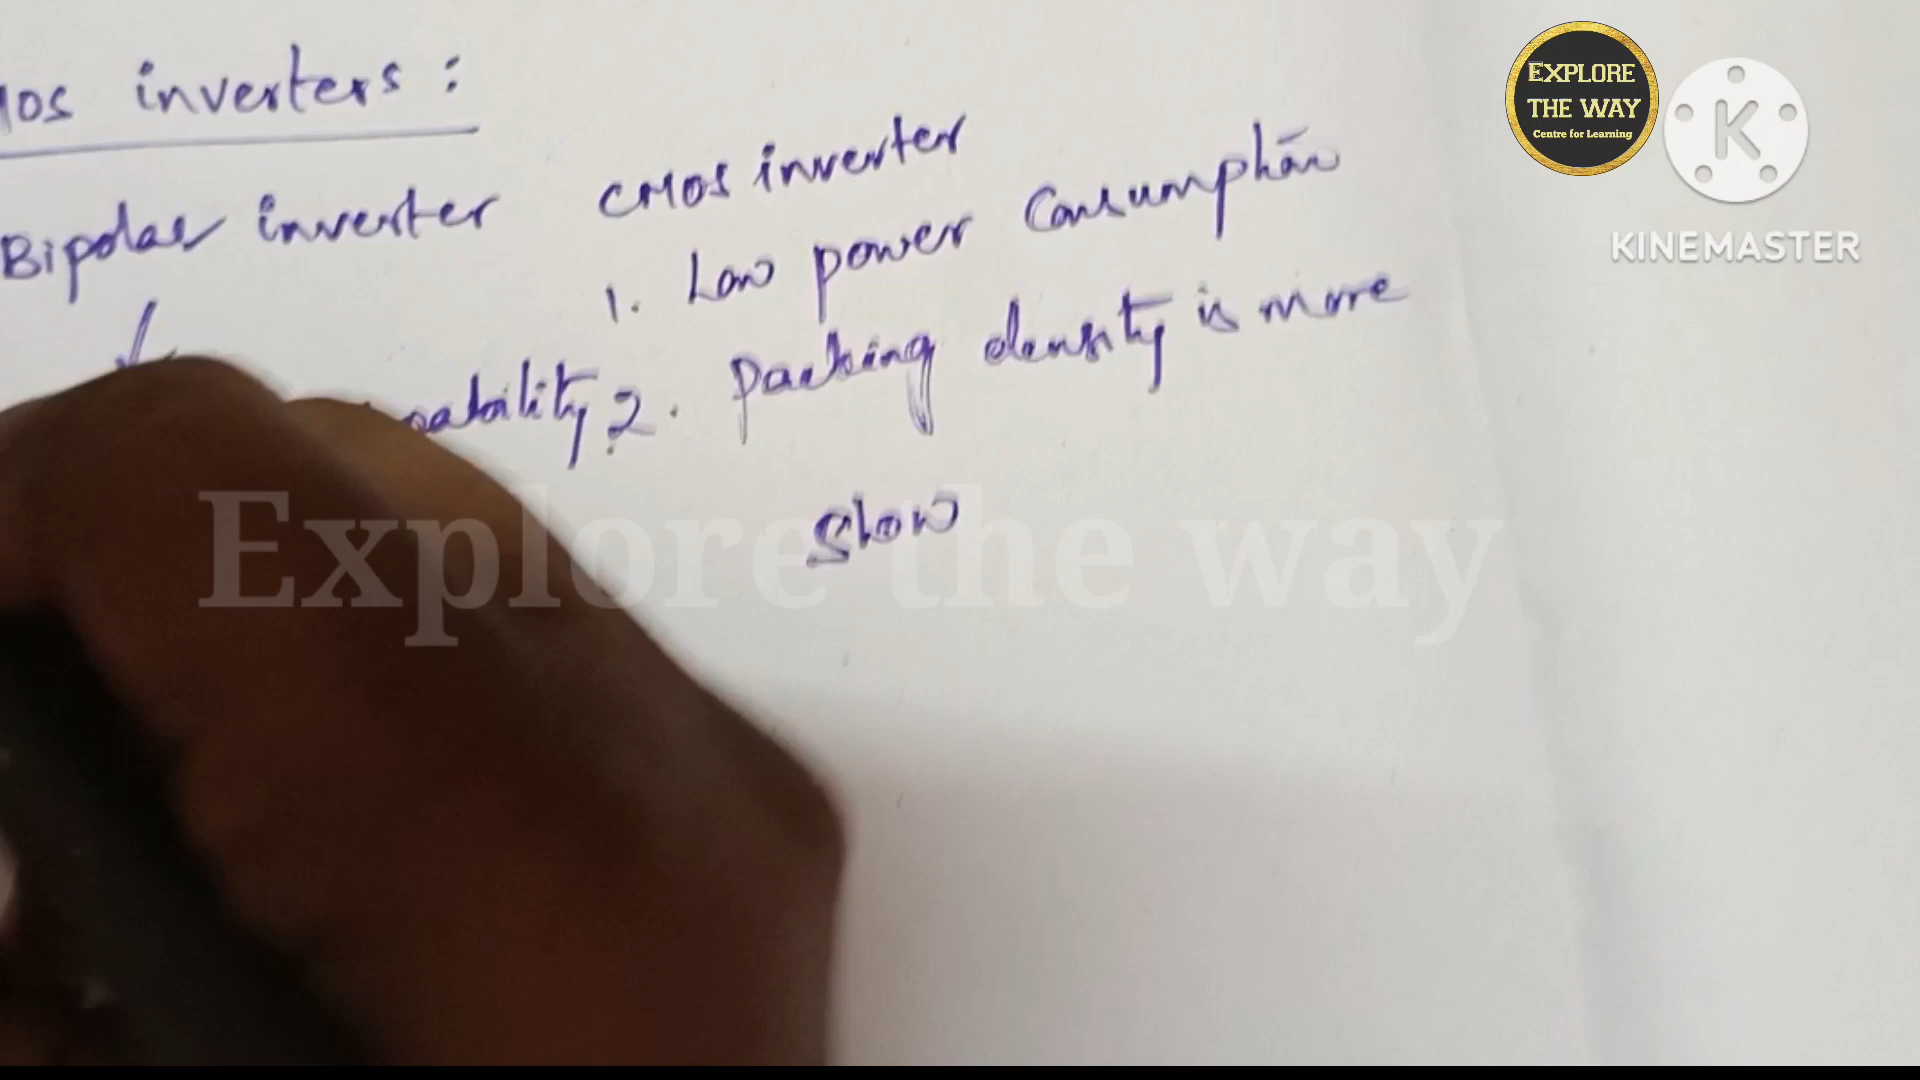 MOS inverters :
Bipolar inverter CMOS inverter
1. Low power Consumption
2. Packing density is more
Slow
EXPLORE
THE WAY
Centre for Learning
K
KINEMASTER
Explore the way